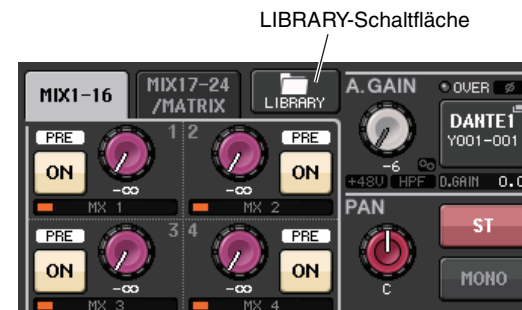 LIBRARY-Schaltfläche
MIX1-16
MIX17-24
/MATRIX
LIBRARY
A.GAIN
OVER
DANTE1
Y001-001
PRE
1
2
PRE
ON
ON
-∞
-∞
MX 1
MX 2
-6
+48V
HPF
D.GAIN
0.0
PAN
PRE
3
4
PRE
ON
ON
-∞
-∞
MX 3
MX 4
C
ST
MONO